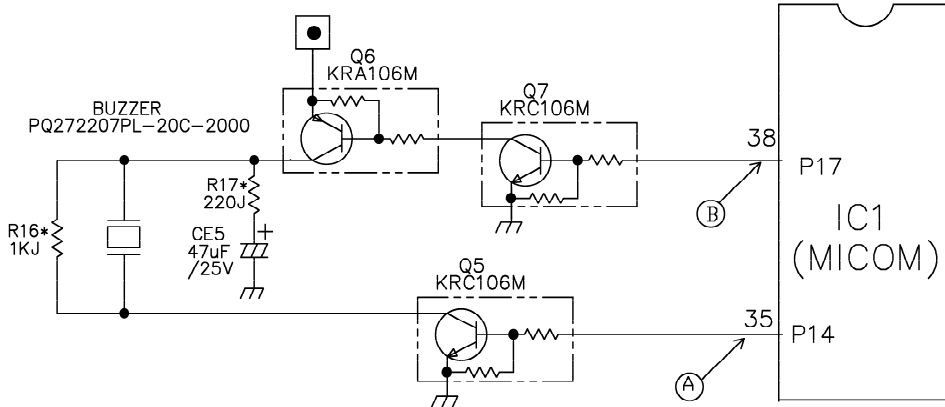 Q6
KRA106M
Q7
KRC106M
BUZZER
PQ272207PL-20C-2000
38
P17
R17*
220J
B
R16*
1KJ
CE5
47uF
/25V
+
IC1
(MICOM)
Q5
KRC106M
35
P14
A